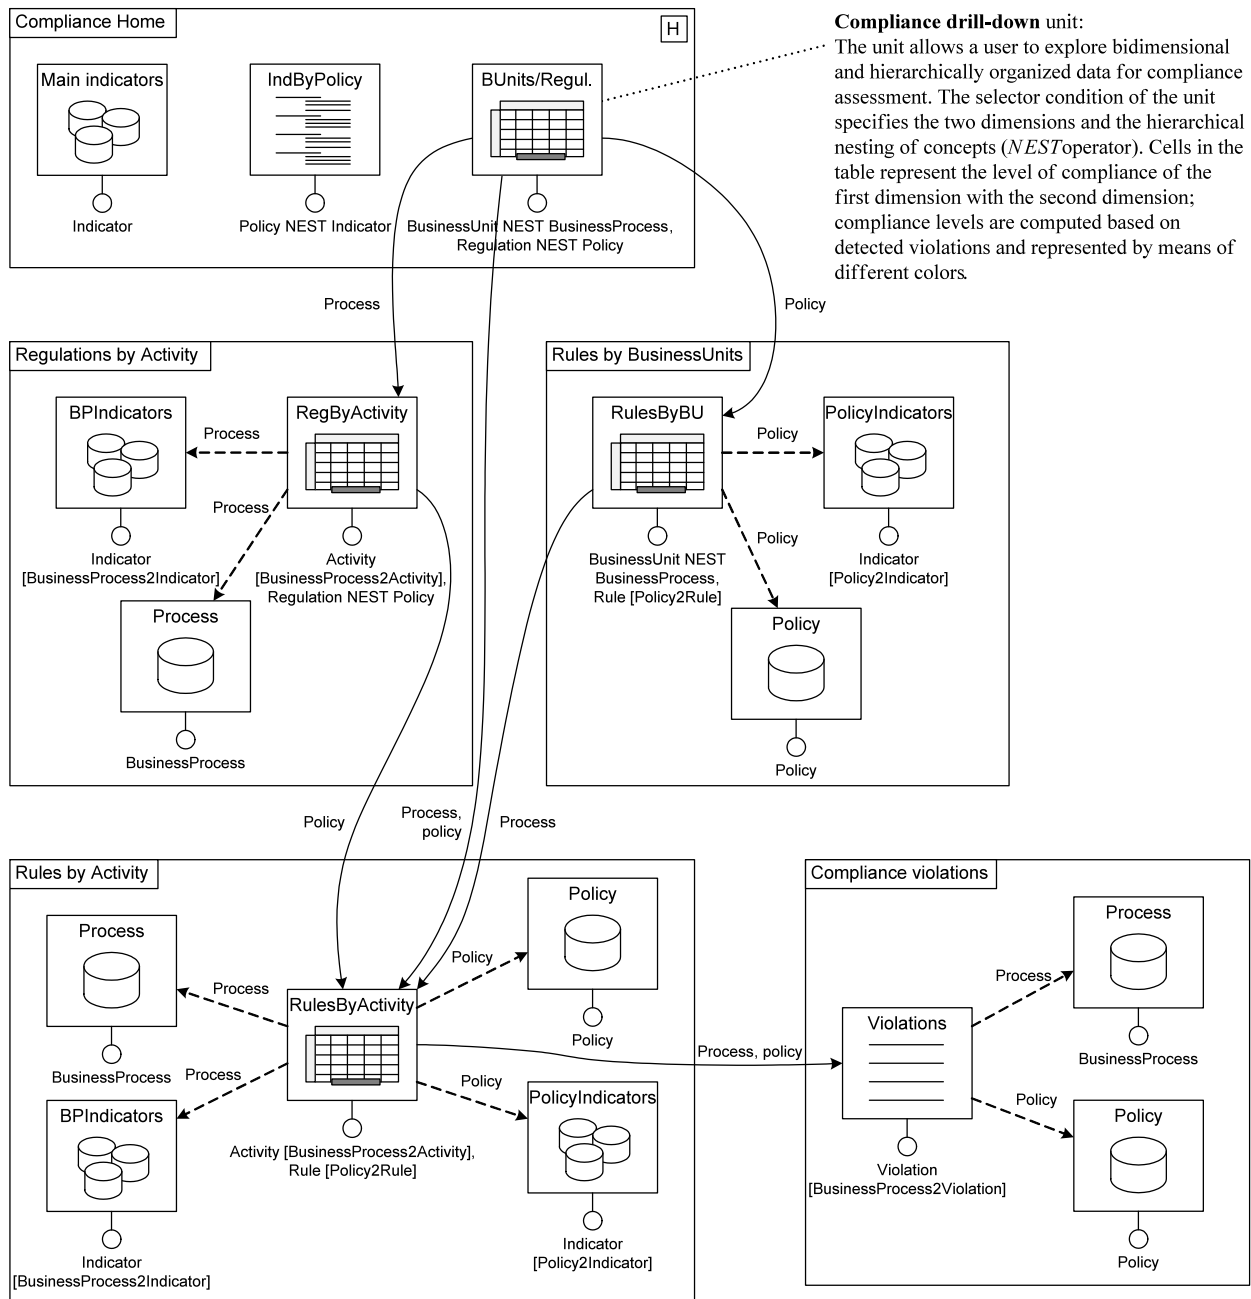 Compliance Home
H
Main indicators
Indicator
IndByPolicy
Policy NEST Indicator
BUnits/Regul.
BusinessUnit NEST BusinessProcess,
Regulation NEST Policy
Compliance drill-down unit:
The unit allows a user to explore bidimensional
and hierarchically organized data for compliance
assessment. The selector condition of the unit
specifies the two dimensions and the hierarchical
nesting of concepts (NEST operator). Cells in the
table represent the level of compliance of the
first dimension with the second dimension;
compliance levels are computed based on
detected violations and represented by means of
different colors.
Process
Policy
Regulations by Activity
BPIndicators
Process
RegByActivity
Process
Indicator
[BusinessProcess2Indicator]
Activity
[BusinessProcess2Activity],
Regulation NEST Policy
Process
BusinessProcess
Rules by BusinessUnits
RulesByBU
Policy
PolicyIndicators
Policy
BusinessUnit NEST
BusinessProcess,
Rule [Policy2Rule]
Indicator
[Policy2Indicator]
Policy
Policy
Policy
Process,
policy
Process
Rules by Activity
Process
BusinessProcess
Process
Policy
Policy
Policy
RulesByActivity
Process
BPIndicators
Indicator
[BusinessProcess2Indicator]
Activity [BusinessProcess2Activity],
Rule [Policy2Rule]
Policy
PolicyIndicators
Indicator
[Policy2Indicator]
Process, policy
Compliance violations
Violations
Violation
[BusinessProcess2Violation]
Process
Process
BusinessProcess
Policy
Policy
Policy